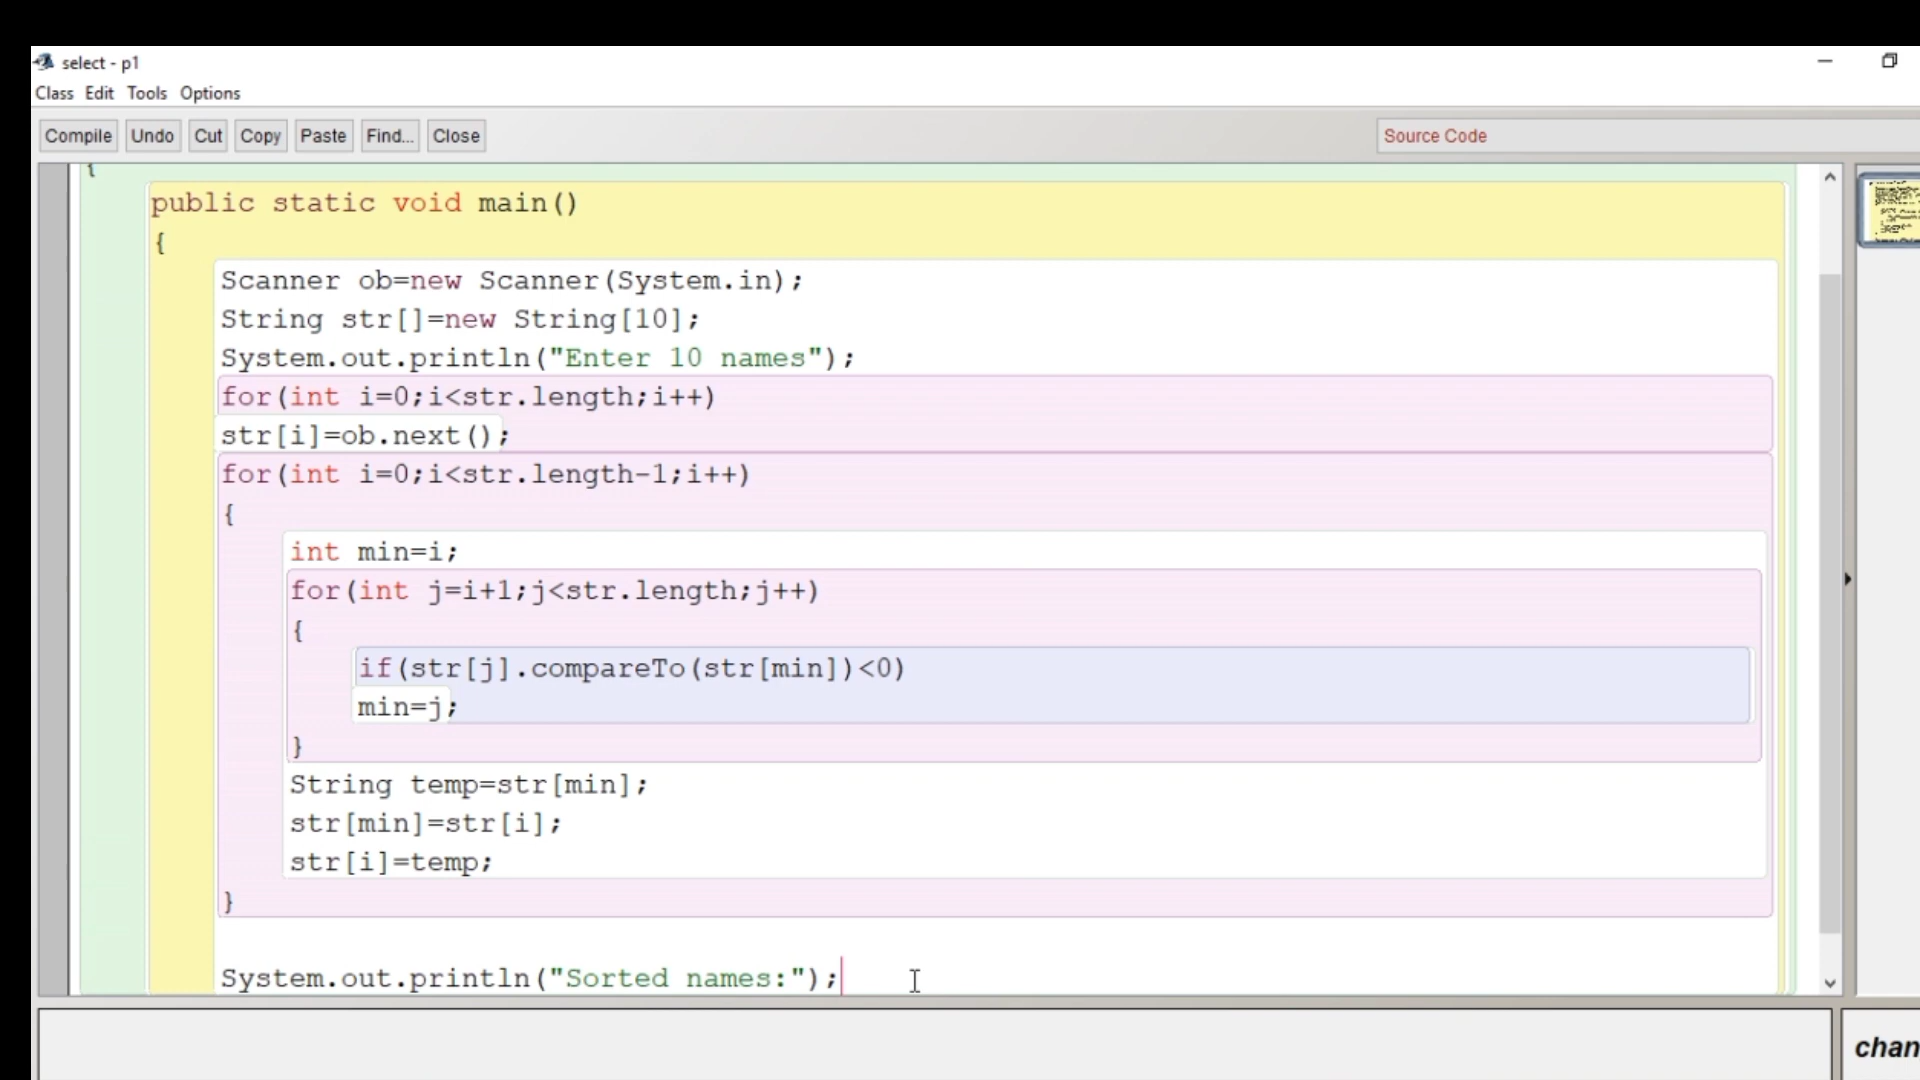 select - p1
Class Edit Tools Options
Compile Undo Cut Copy Paste Find... Close Source Code
{
public static void main()
{
Scanner ob=new Scanner(System.in);
String str[]=new String[10];
System.out.println("Enter 10 names");
for(int i=0;i<str.length;i++)
str[i]=ob.next();
for(int i=0;i<str.length-1;i++)
{
int min=i;
for(int j=i+1;j<str.length;j++)
{
if(str[j].compareTo(str[min])<0)
min=j;
}
String temp=str[min];
str[min]=str[i];
str[i]=temp;
}
System.out.println("Sorted names:");
chan